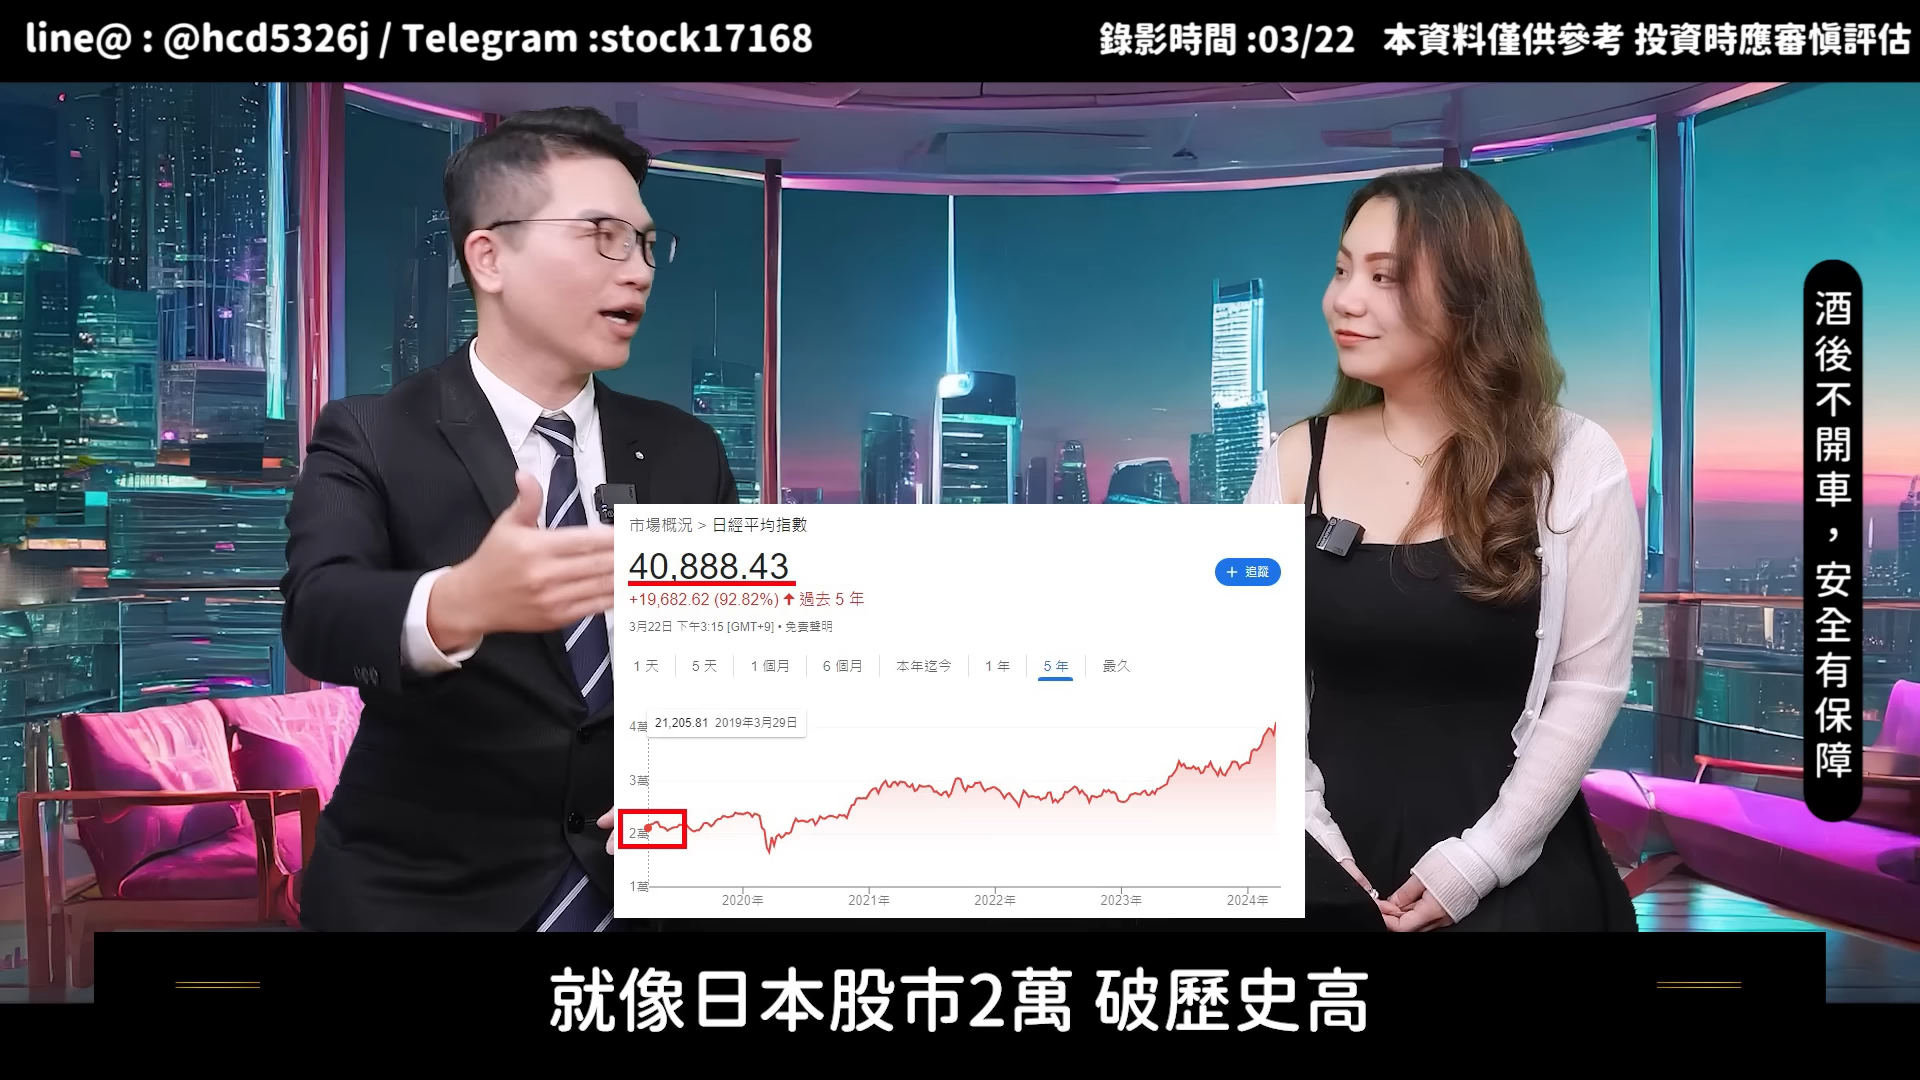 line@ : @hcd5326j / Telegram :stock17168
錄影時間 :03/22 本資料僅供參考 投資時應審慎評估
酒後不開車，安全有保障
市場概況 > 日經平均指數
40,888.43
+ 追蹤
+19,682.62 (92.82%) ↑ 過去 5 年
3月22日 下午3:15 [GMT+9] • 免責聲明
1 天 5 天 1 個月 6 個月 本年迄今 1 年 5 年 最久
21,205.81 2019年3月29日
4萬
3萬
2萬
1萬
2020年 2021年 2022年 2023年 2024年
就像日本股市2萬 破歷史高